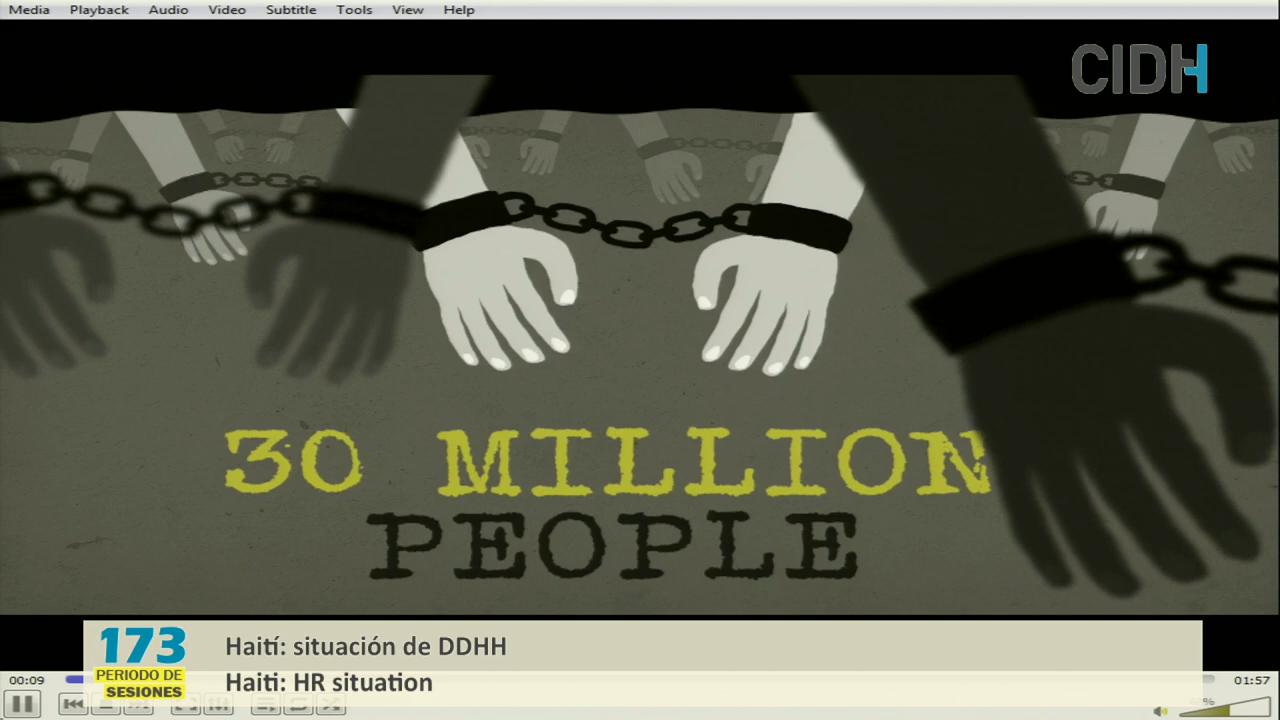 Media Playback Audio Video Subtitle Tools View Help
CIDH
30 MILLION
PEOPLE
173
PERIODO DE
SESIONES
Haití: situación de DDHH
Haiti: HR situation
00:09
01:57